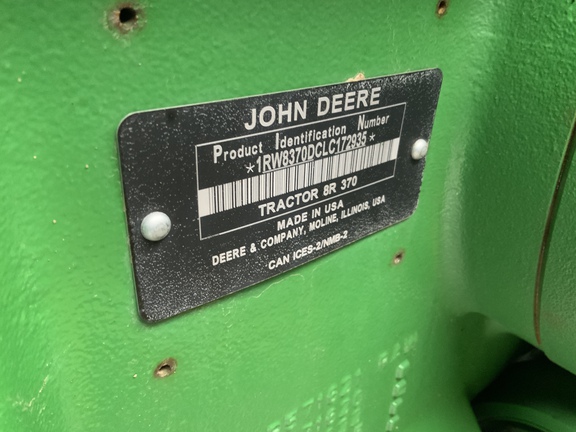 JOHN DEERE
Product Identification Number
*1RW8370DCLC172935*
TRACTOR 8R 370
MADE IN USA
DEERE & COMPANY, MOLINE, ILLINOIS, USA
CAN ICES-2/NMB-2